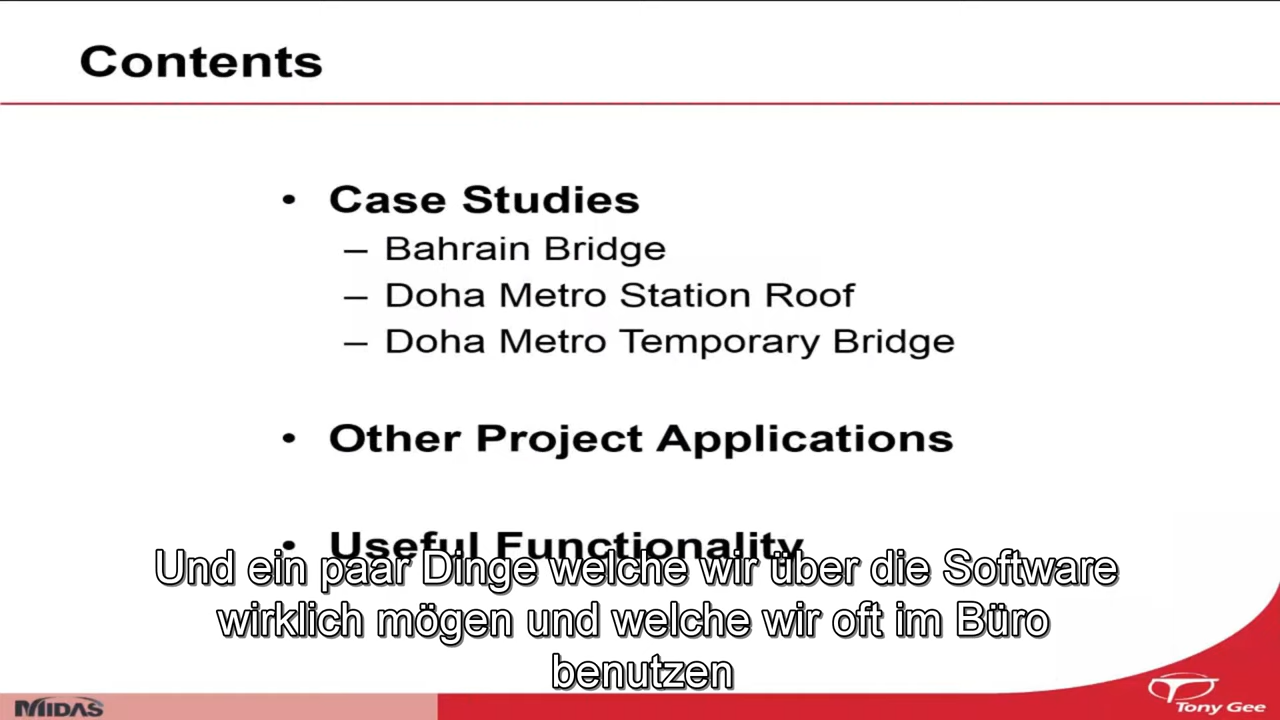 Contents
• Case Studies
– Bahrain Bridge
– Doha Metro Station Roof
– Doha Metro Temporary Bridge
• Other Project Applications
• Useful Functionality
Und ein paar Dinge welche wir über die Software
wirklich mögen und welche wir oft im Büro
benutzen
MIDAS
Tony Gee